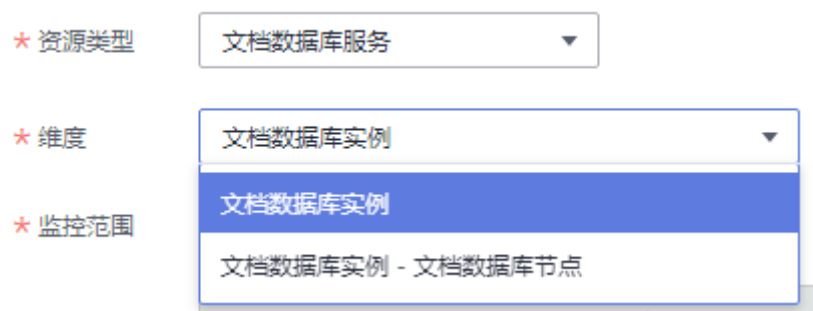 * 资源类型 文档数据库服务
* 维度 文档数据库实例
文档数据库实例
* 监控范围
文档数据库实例 - 文档数据库节点